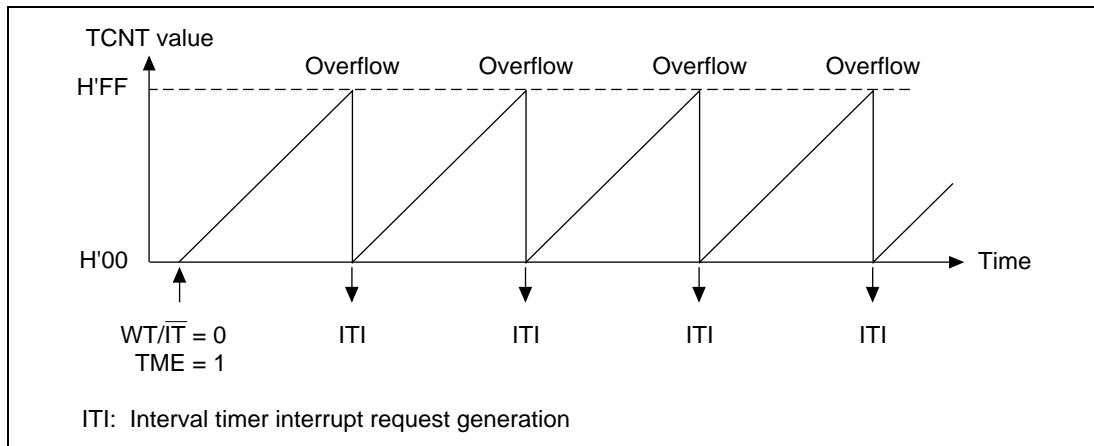 TCNT value
Overflow Overflow Overflow Overflow
H'FF
H'00
Time
WT/I̅T̅ = 0
TME = 1
ITI ITI ITI ITI
ITI: Interval timer interrupt request generation